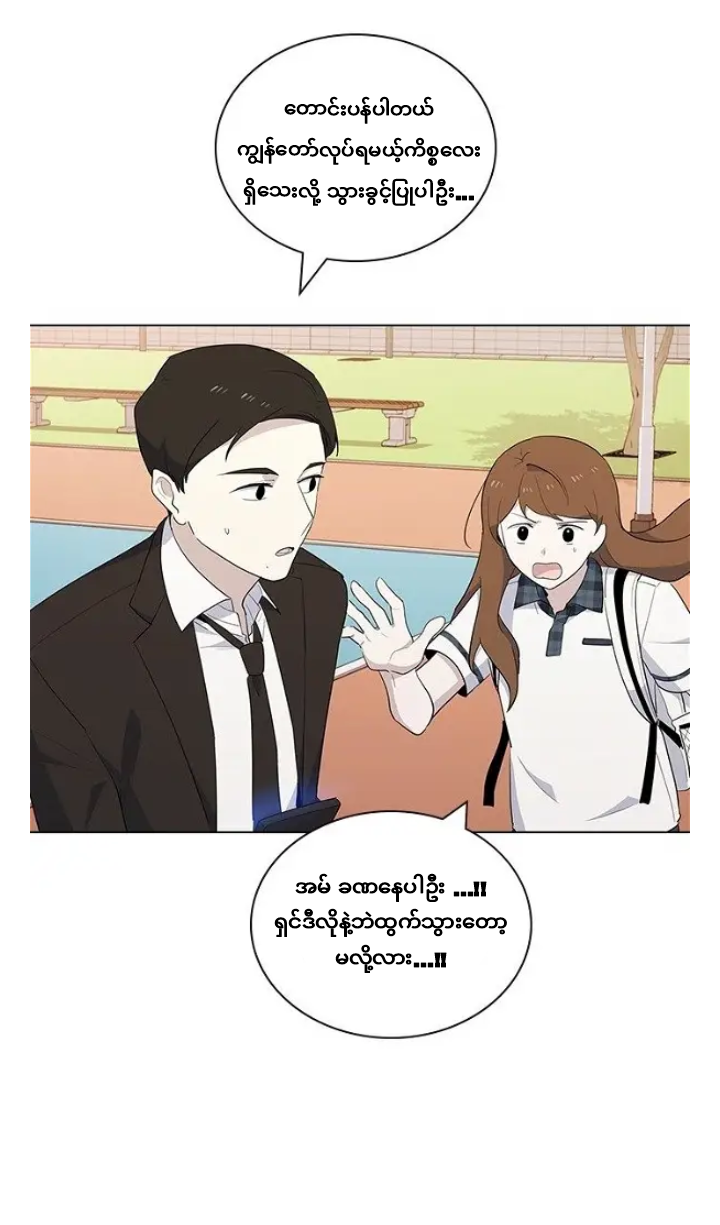 တောင်းပန်ပါတယ်
ကျွန်တော်လုပ်ရမယ့်ကိစ္စလေး
ရှိသေးလို့ သွားခွင့်ပြုပါဦး...
အမ် ခဏနေပါဦး ...!!
ရှင်ဒီလိုနဲ့ဘဲထွက်သွားတော့
မလို့လား...!!